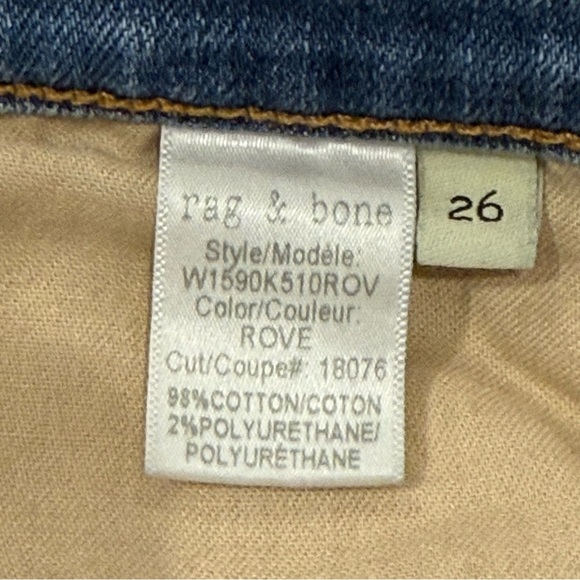 rag & bone
26
Style/Modèle:
W1590K510ROV
Color/Couleur:
ROVE
Cut/Coupe#: 18076
98%COTTON/COTON
2%POLYURETHANE/
POLYURÉTHANE